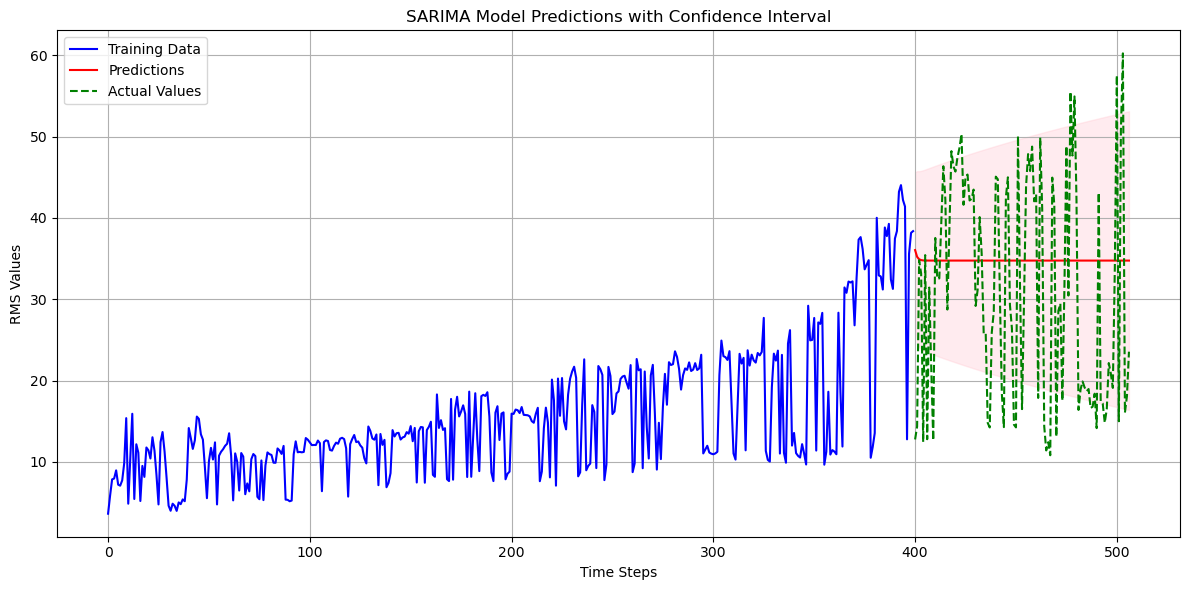 SARIMA Model Predictions with Confidence Interval
Training Data
Predictions
Actual Values
RMS Values
60
50
40
30
20
10
0
100
200
300
400
500
Time Steps